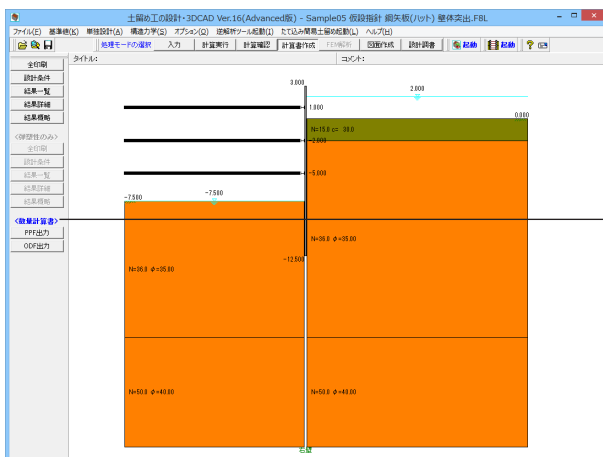 土留め工の設計・3DCAD Ver.16(Advanced版) - Sample05 仮設指針 鋼矢板(ハット) 壁体突出.FBL
ファイル(F) 基準値(K) 単独設計(A) 構造力学(S) オプション(O) 逆解析ツール起動(I) たて込み簡易土留め起動(L) ヘルプ(H)
処理モードの選択 入力 計算実行 計算確認 計算書作成 FEM解析 図面作成 設計調書 起動 起動
タイトル: コメント:
全印刷
設計条件
結果一覧
結果詳細
結果概略
<弾塑性のみ>
全印刷
設計条件
結果一覧
結果詳細
結果概略
<数量計算書>
PPF出力
ODF出力
3.000
2.000
1.000
0.000
N=15.0 c= 30.0
-2.000
-5.000
-7.500
-7.500
N=36.0 φ=35.00
-12.500
N=36.0 φ=35.00
N=50.0 φ=40.00
N=50.0 φ=40.00
右壁